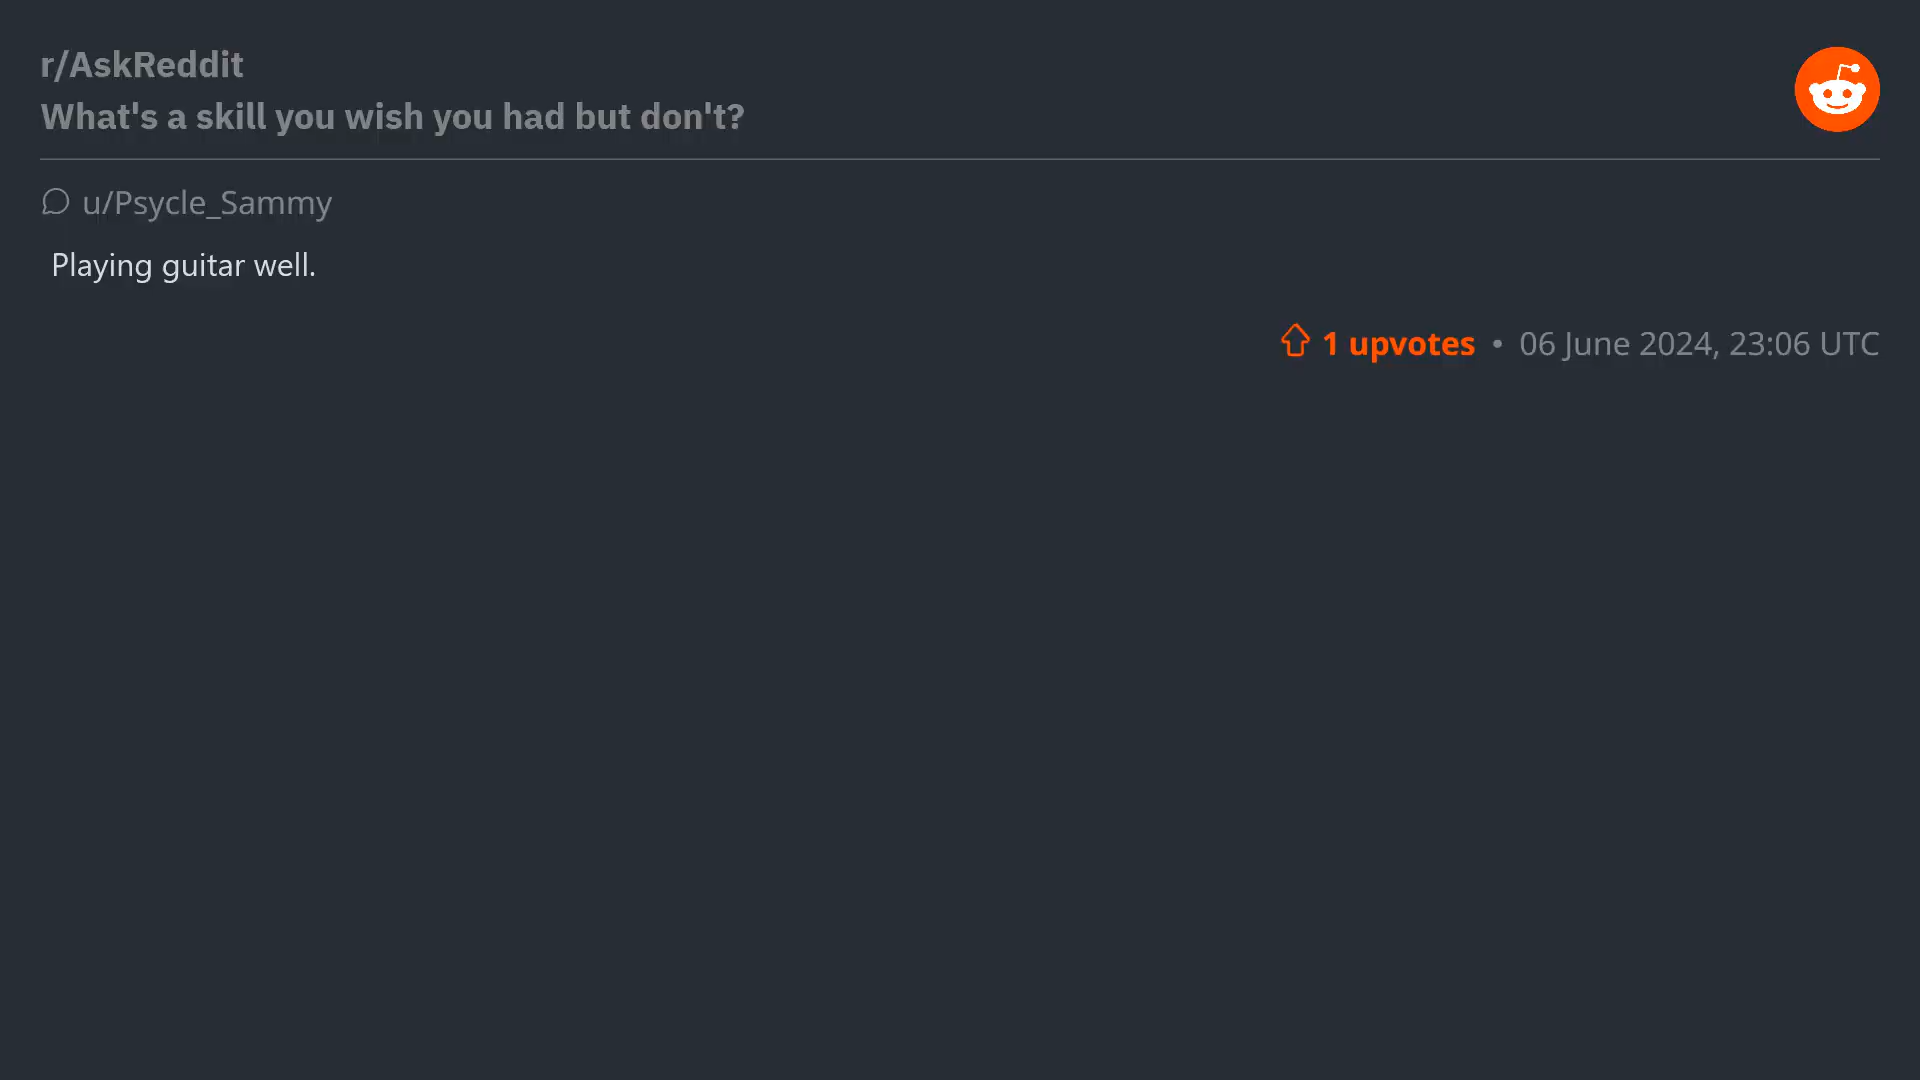 r/AskReddit
What's a skill you wish you had but don't?
u/Psycle_Sammy
Playing guitar well.
1 upvotes • 06 June 2024, 23:06 UTC